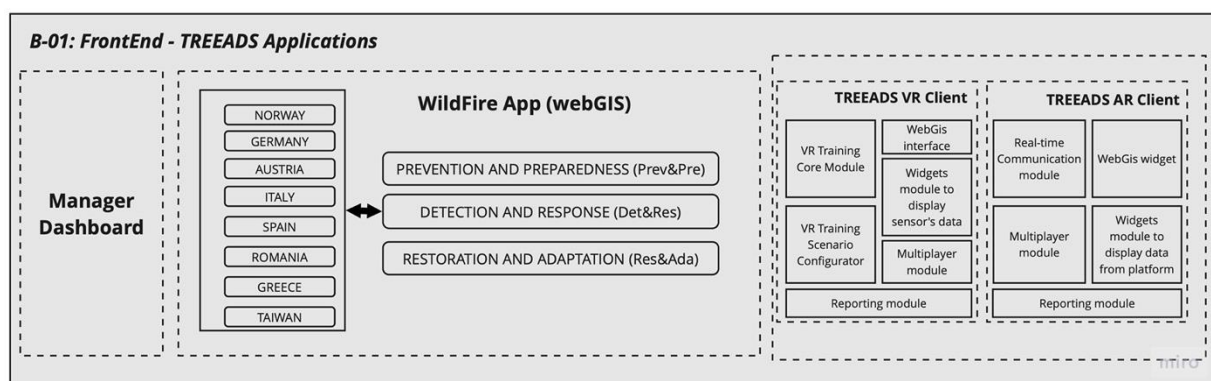 B-01: FrontEnd - TREEADS Applications
Manager
Dashboard
NORWAY
GERMANY
AUSTRIA
ITALY
SPAIN
ROMANIA
GREECE
TAIWAN
WildFire App (webGIS)
PREVENTION AND PREPAREDNESS (Prev&Pre)
DETECTION AND RESPONSE (Det&Res)
RESTORATION AND ADAPTATION (Res&Ada)
TREEADS VR Client
VR Training
Core Module
WebGis
interface
Widgets
module to
display
sensor's data
VR Training
Scenario
Configurator
Multiplayer
module
Reporting module
TREEADS AR Client
Real-time
Communication
module
WebGis widget
Multiplayer
module
Widgets
module to
display data
from platform
Reporting module
miro